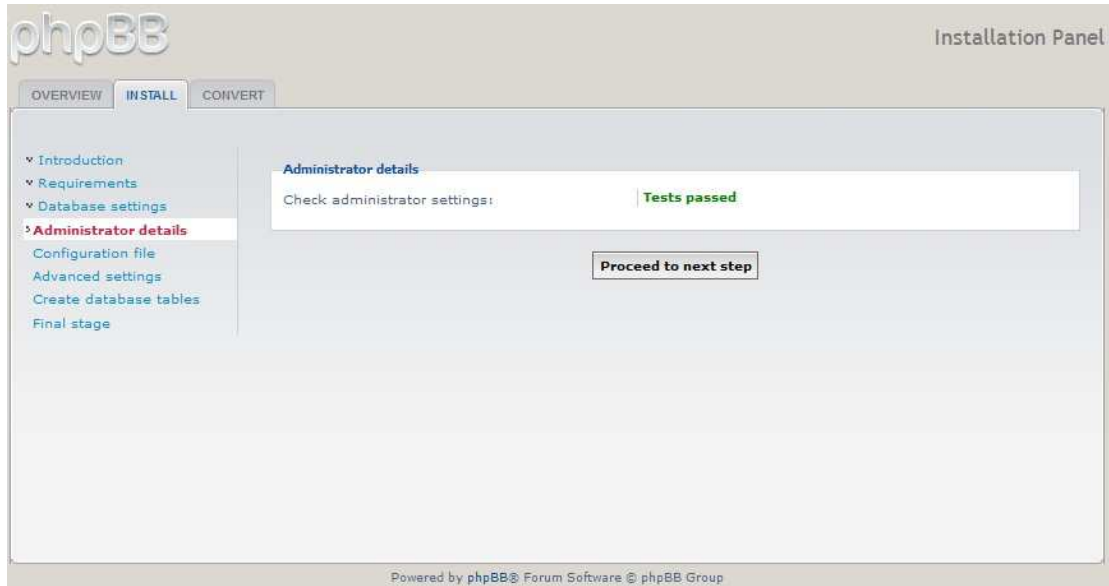 phpBB
Installation Panel
OVERVIEW
INSTALL
CONVERT
Introduction
Requirements
Database settings
Administrator details
Configuration file
Advanced settings
Create database tables
Final stage
Administrator details
Check administrator settings:
Tests passed
Proceed to next step
Powered by phpBB® Forum Software © phpBB Group